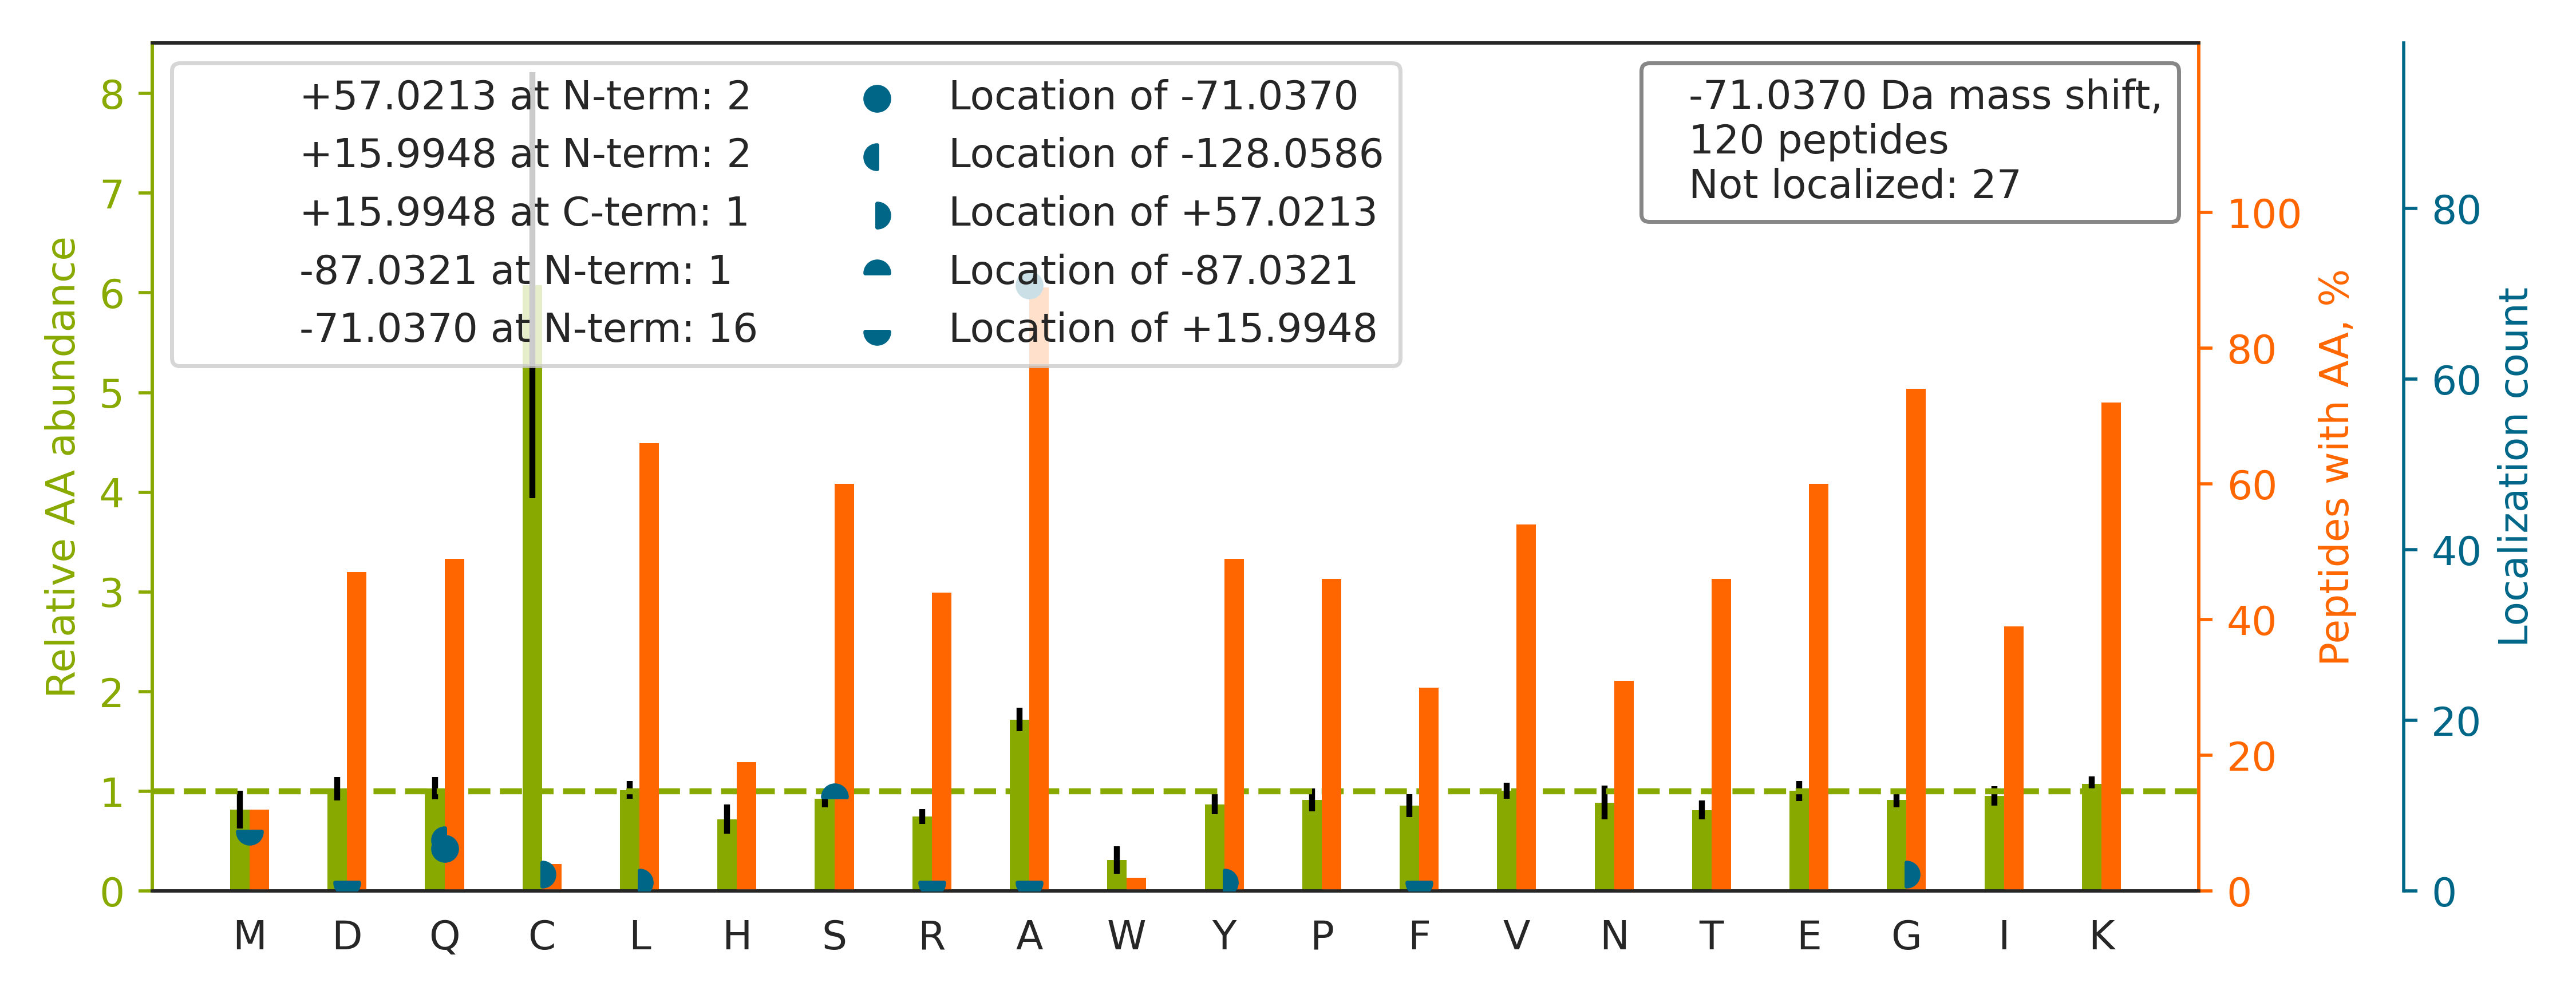 +57.0213 at N-term: 2
+15.9948 at N-term: 2
+15.9948 at C-term: 1
-87.0321 at N-term: 1
-71.0370 at N-term: 16
Location of -71.0370
Location of -128.0586
Location of +57.0213
Location of -87.0321
Location of +15.9948
-71.0370 Da mass shift,
120 peptides
Not localized: 27
Relative AA abundance
8
7
6
5
4
3
2
1
0
M D Q C L H S R A W Y P F V N T E G I K
100
80
60
40
20
0
Peptides with AA, %
80
60
40
20
0
Localization count